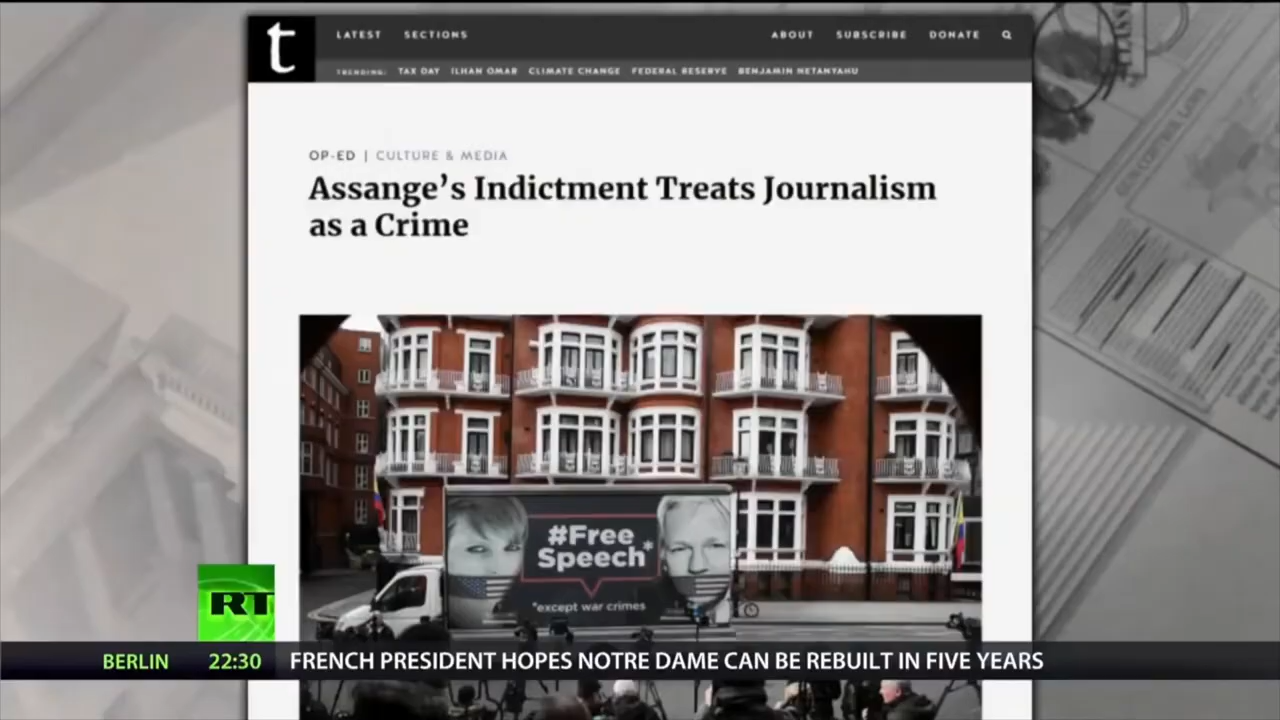 t
LATEST SECTIONS ABOUT SUBSCRIBE DONATE
TRENDING: TAX DAY ILHAN OMAR CLIMATE CHANGE FEDERAL RESERVE BENJAMIN NETANYAHU
OP-ED | CULTURE & MEDIA
Assange’s Indictment Treats Journalism
as a Crime
#Free
Speech*
*except war crimes
RT
BERLIN 22:30 FRENCH PRESIDENT HOPES NOTRE DAME CAN BE REBUILT IN FIVE YEARS